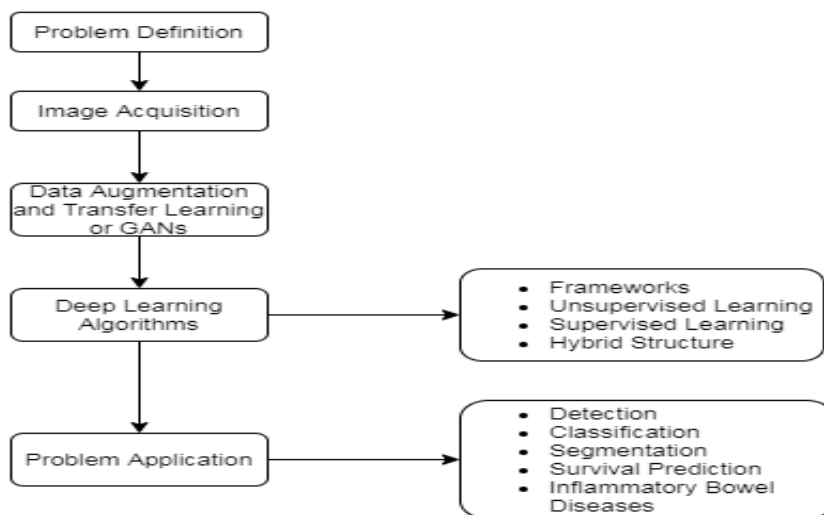 Problem Definition
Image Acquisition
Data Augmentation
and Transfer Learning
or GANs
Deep Learning
Algorithms
• Frameworks
• Unsupervised Learning
• Supervised Learning
• Hybrid Structure
Problem Application
• Detection
• Classification
• Segmentation
• Survival Prediction
• Inflammatory Bowel
Diseases